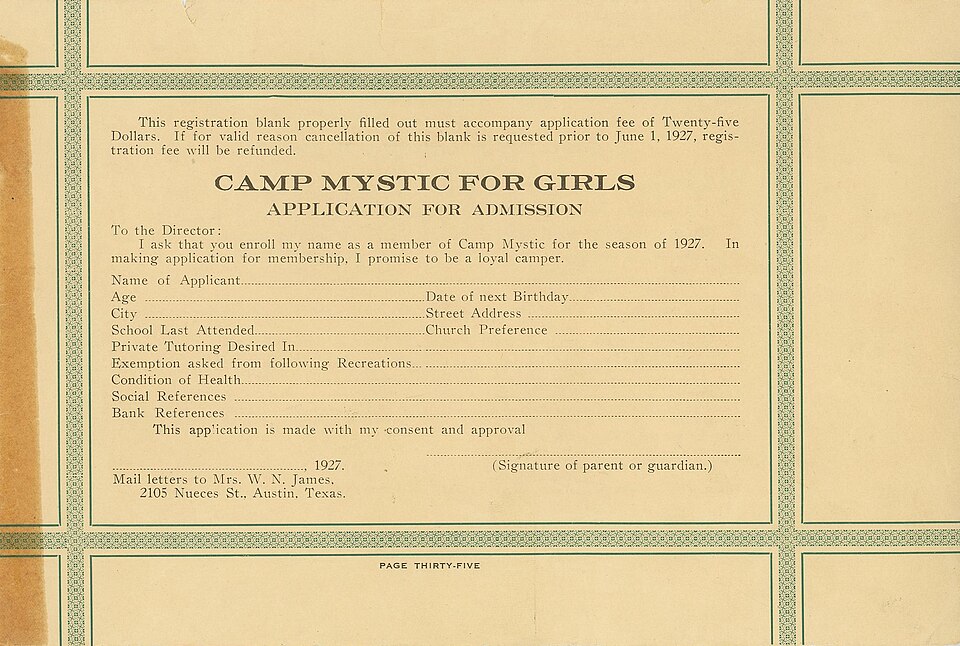 This registration blank properly filled out must accompany application fee of Twenty-five
Dollars. If for valid reason cancellation of this blank is requested prior to June 1, 1927, regis-
tration fee will be refunded.
CAMP MYSTIC FOR GIRLS
APPLICATION FOR ADMISSION
To the Director:
I ask that you enroll my name as a member of Camp Mystic for the season of 1927. In
making application for membership, I promise to be a loyal camper.
Name of Applicant
Age Date of next Birthday
City Street Address
School Last Attended Church Preference
Private Tutoring Desired In
Exemption asked from following Recreations
Condition of Health
Social References
Bank References
This application is made with my consent and approval
, 1927. (Signature of parent or guardian.)
Mail letters to Mrs. W. N. James,
2105 Nueces St., Austin, Texas.
PAGE THIRTY-FIVE